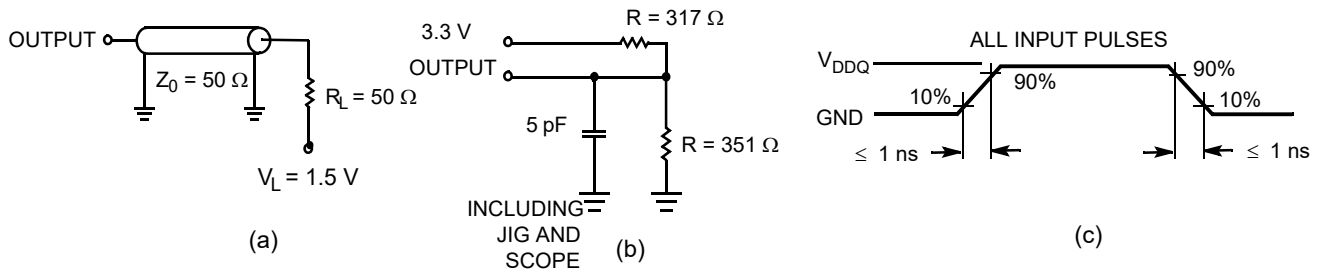 OUTPUT
Z0 = 50 Ω
RL = 50 Ω
VL = 1.5 V
(a)
R = 317 Ω
3.3 V
OUTPUT
5 pF
R = 351 Ω
INCLUDING
JIG AND
SCOPE
(b)
ALL INPUT PULSES
VDDQ
90%
90%
10%
10%
GND
≤ 1 ns
≤ 1 ns
(c)